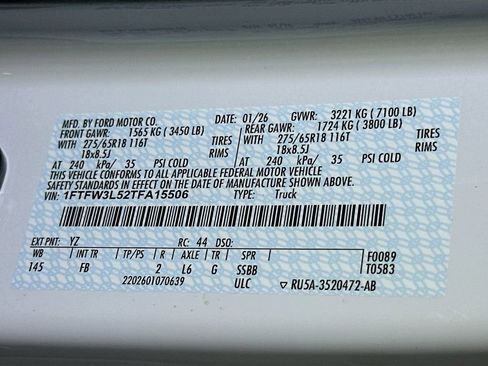 MFD. BY FORD MOTOR CO. DATE: 01/26 GVWR: 3221 KG (7100 LB)
FRONT GAWR: 1565 KG (3450 LB) REAR GAWR: 1724 KG (3800 LB)
WITH 275/65R18 116T TIRES WITH 275/65R18 116T TIRES
18x8.5J RIMS 18x8.5J RIMS
AT 240 kPa/ 35 PSI COLD AT 240 kPa/ 35 PSI COLD
THIS VEHICLE CONFORMS TO ALL APPLICABLE FEDERAL MOTOR VEHICLE
SAFETY AND THEFT PREVENTION STANDARDS IN EFFECT ON THE DATE OF MANUFACTURE SHOWN ABOVE.
VIN: 1FTFW3L52TFA15506 TYPE: Truck
EXT PNT: YZ RC: 44 DSO:
WB INT TR TP/PS R AXLE TR SPR F0089
145 FB 2 L6 G SSBB T0583
2202601070639 ULC ▽ RU5A-3520472-AB